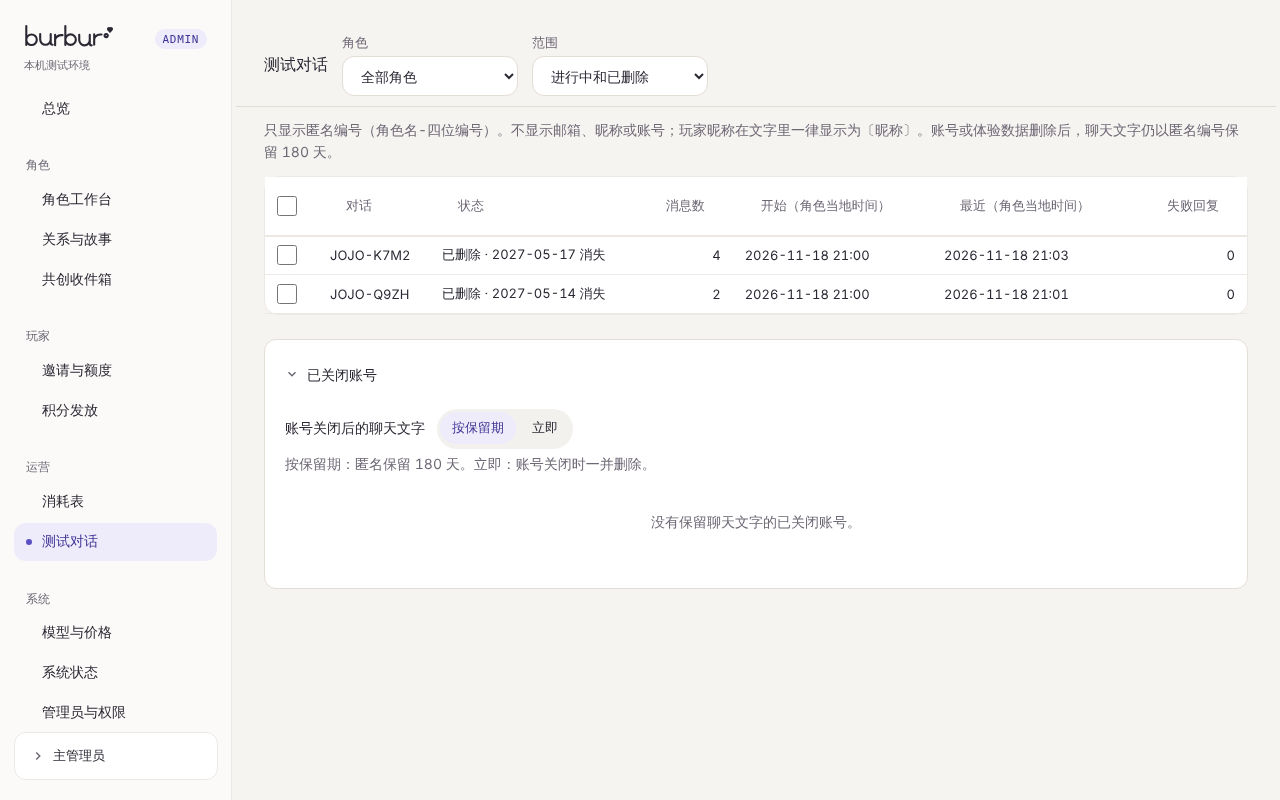 burbur
ADMIN
本机测试环境
总览
角色
角色工作台
关系与故事
共创收件箱
玩家
邀请与额度
积分发放
运营
消耗表
测试对话
系统
模型与价格
系统状态
管理员与权限
主管理员
测试对话
角色
全部角色
范围
进行中和已删除
只显示匿名编号（角色名-四位编号）。不显示邮箱、昵称或账号；玩家昵称在文字里一律显示为〔昵称〕。账号或体验数据删除后，聊天文字仍以匿名编号保
留 180 天。
对话 状态 消息数 开始（角色当地时间） 最近（角色当地时间） 失败回复
JOJO-K7M2 已删除 · 2027-05-17 消失 4 2026-11-18 21:00 2026-11-18 21:03 0
JOJO-Q9ZH 已删除 · 2027-05-14 消失 2 2026-11-18 21:00 2026-11-18 21:01 0
已关闭账号
账号关闭后的聊天文字 按保留期 立即
按保留期：匿名保留 180 天。立即：账号关闭时一并删除。
没有保留聊天文字的已关闭账号。